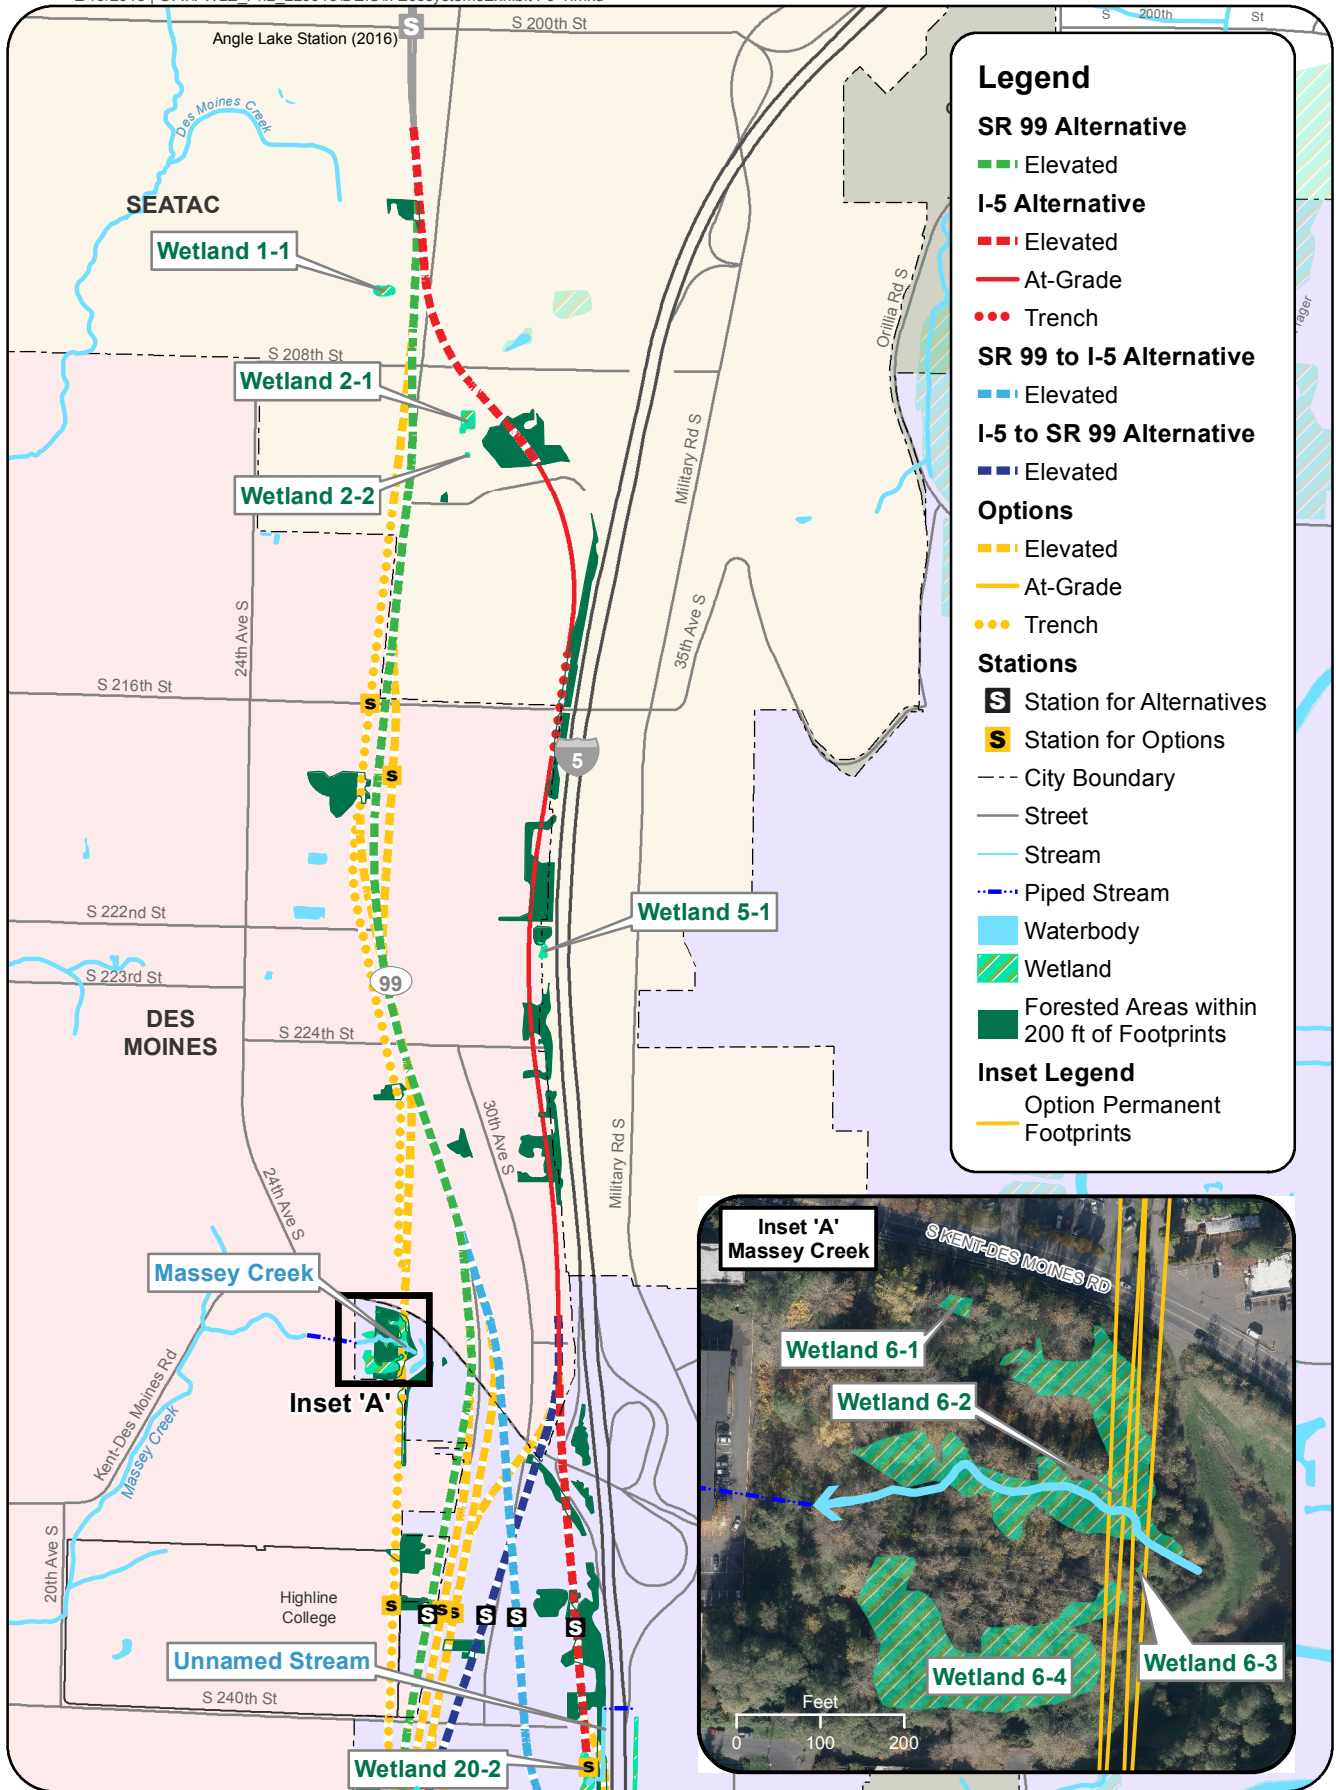 S 200th St
S 200th St
Angle Lake Station (2016)
S
Des Moines Creek
SEATAC
Wetland 1-1
S 208th St
Wetland 2-1
Wetland 2-2
Military Rd S
Orillia Rd S
24th Ave S
35th Ave S
S 216th St
S
S
5
S 222nd St
Wetland 5-1
S 223rd St
99
DES
MOINES
S 224th St
30th Ave S
Military Rd S
24th Ave S
Massey Creek
Inset 'A'
Kent-Des Moines Rd
Massey Creek
20th Ave S
Highline
College
S
S
S
S
S
S
S
Unnamed Stream
S 240th St
Wetland 20-2
S
Legend
SR 99 Alternative
Elevated
I-5 Alternative
Elevated
At-Grade
Trench
SR 99 to I-5 Alternative
Elevated
I-5 to SR 99 Alternative
Elevated
Options
Elevated
At-Grade
Trench
Stations
S Station for Alternatives
S Station for Options
City Boundary
Street
Stream
Piped Stream
Waterbody
Wetland
Forested Areas within
200 ft of Footprints
Inset Legend
Option Permanent
Footprints
Inset 'A'
Massey Creek
S KENT-DES MOINES RD
Wetland 6-1
Wetland 6-2
Wetland 6-3
Wetland 6-4
Feet
0 100 200